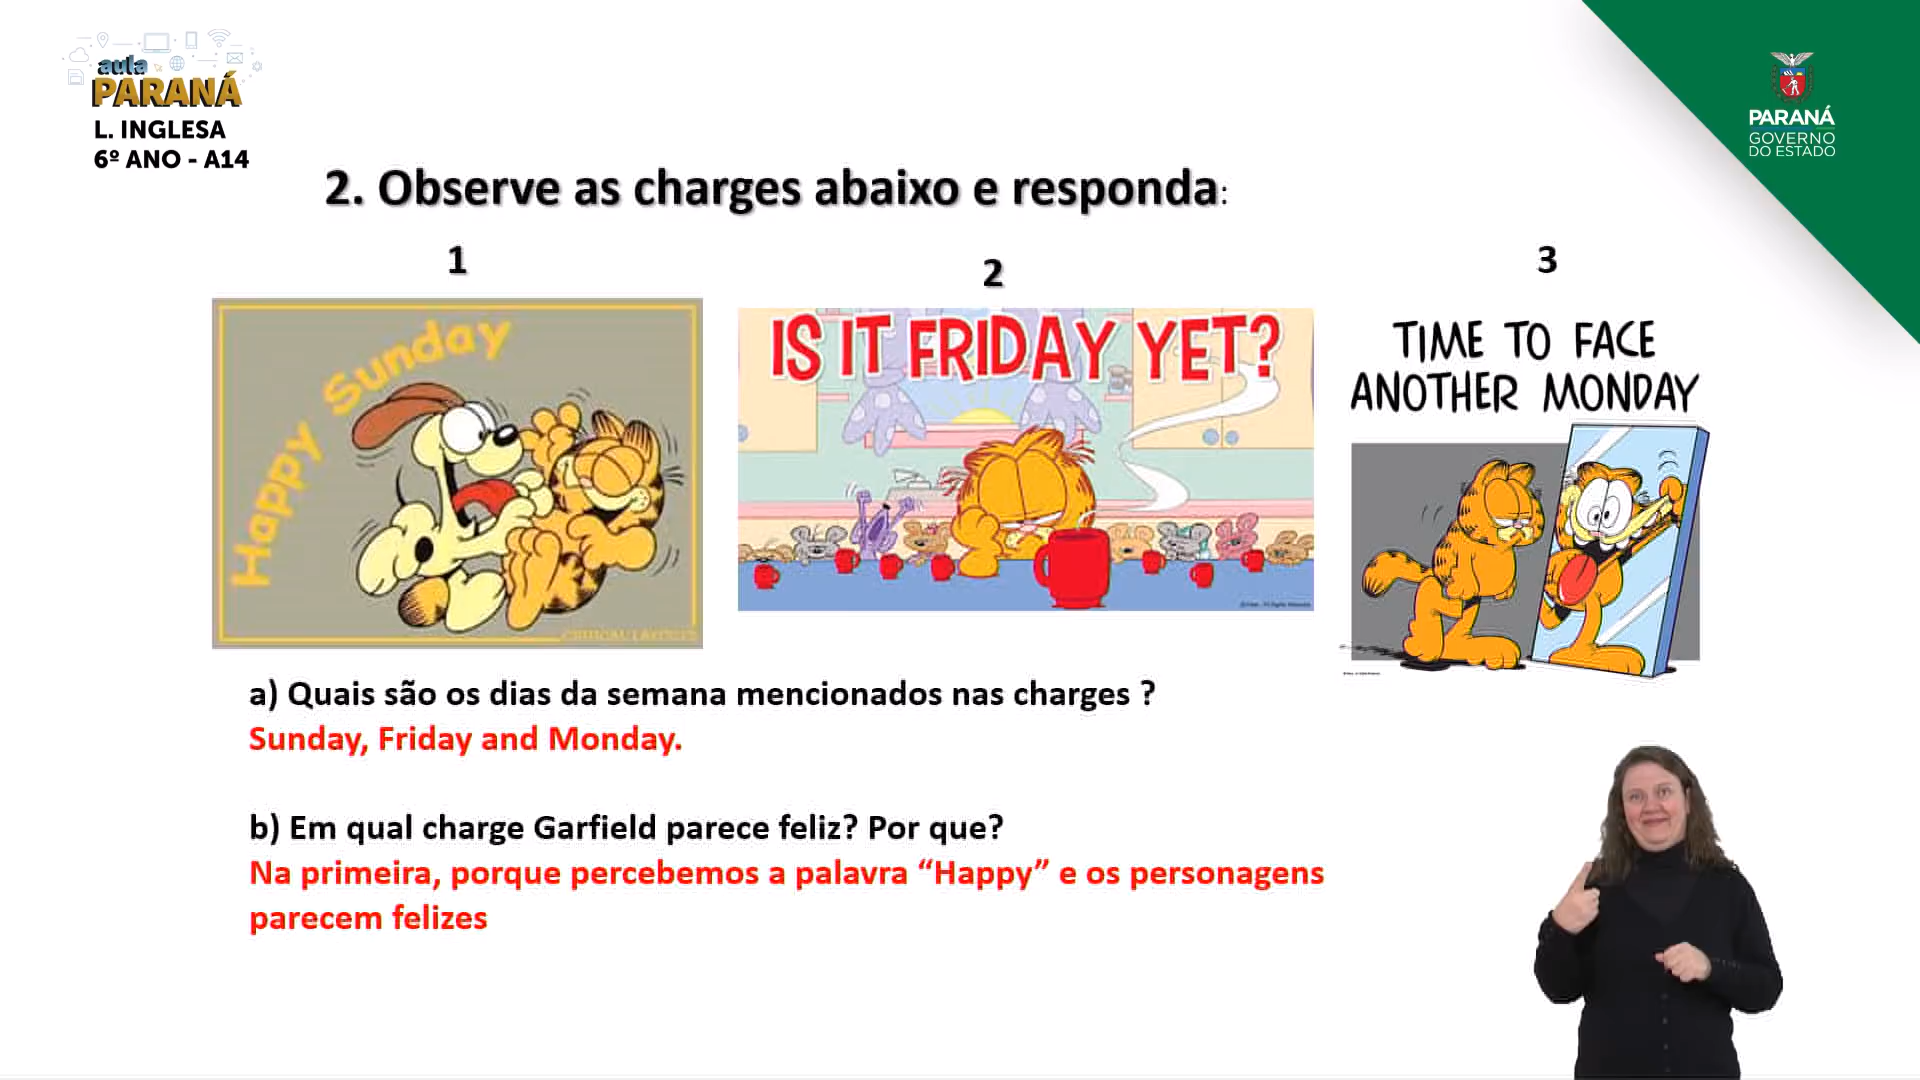 aula
PARANÁ
L. INGLESA
6º ANO - A14
PARANÁ
GOVERNO
DO ESTADO
2. Observe as charges abaixo e responda:
1
2
3
Happy Sunday
IS IT FRIDAY YET?
TIME TO FACE
ANOTHER MONDAY
a) Quais são os dias da semana mencionados nas charges ?
Sunday, Friday and Monday.
b) Em qual charge Garfield parece feliz? Por que?
Na primeira, porque percebemos a palavra “Happy” e os personagens
parecem felizes